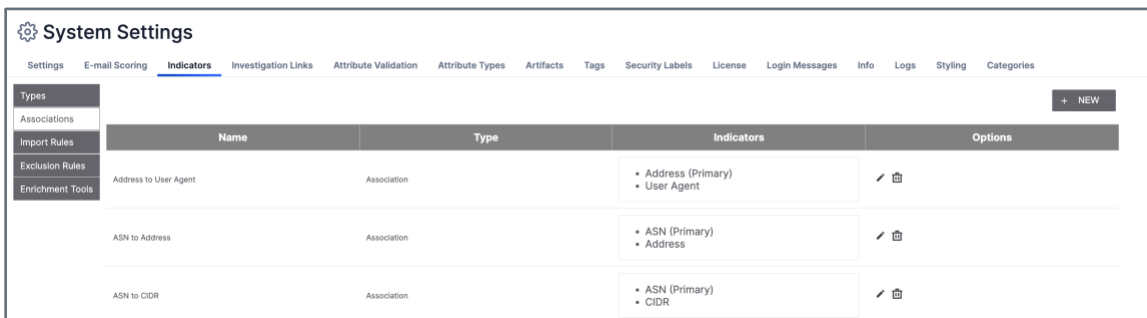 System Settings
Settings E-mail Scoring Indicators Investigation Links Attribute Validation Attribute Types Artifacts Tags Security Labels License Login Messages Info Logs Styling Categories
Types
+ NEW
Associations
Import Rules
Exclusion Rules
Enrichment Tools
Name Type Indicators Options
Address to User Agent Association • Address (Primary)
• User Agent
ASN to Address Association • ASN (Primary)
• Address
ASN to CIDR Association • ASN (Primary)
• CIDR